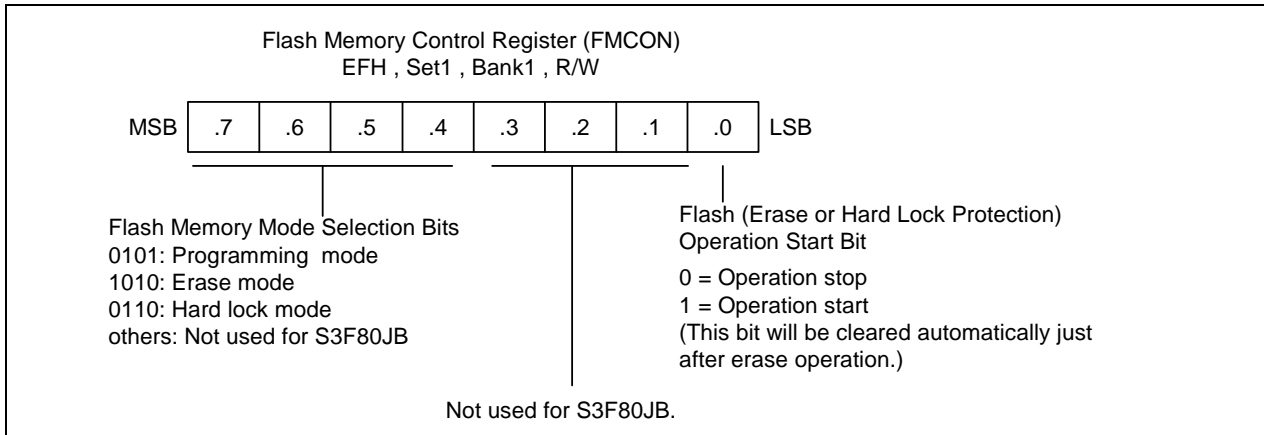 Flash Memory Control Register (FMCON)
EFH , Set1 , Bank1 , R/W
MSB .7 .6 .5 .4 .3 .2 .1 .0 LSB
Flash Memory Mode Selection Bits
0101: Programming mode
1010: Erase mode
0110: Hard lock mode
others: Not used for S3F80JB
Flash (Erase or Hard Lock Protection)
Operation Start Bit
0 = Operation stop
1 = Operation start
(This bit will be cleared automatically just
after erase operation.)
Not used for S3F80JB.